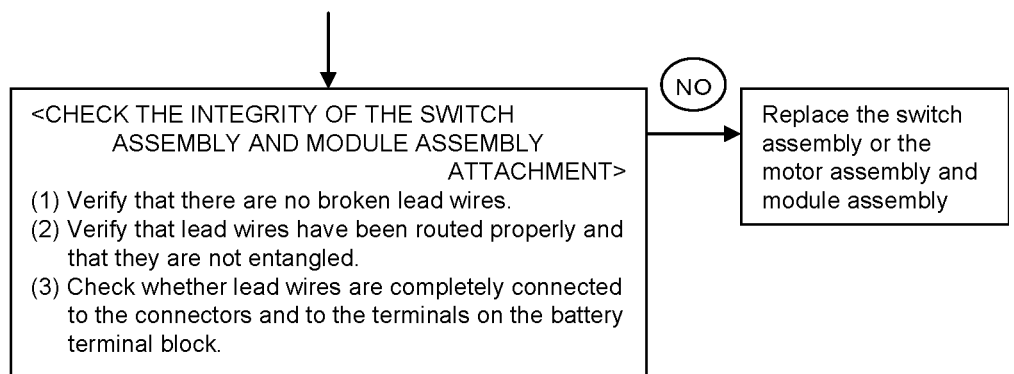 <CHECK THE INTEGRITY OF THE SWITCH
ASSEMBLY AND MODULE ASSEMBLY
ATTACHMENT>
(1) Verify that there are no broken lead wires.
(2) Verify that lead wires have been routed properly and
that they are not entangled.
(3) Check whether lead wires are completely connected
to the connectors and to the terminals on the battery
terminal block.
NO
Replace the switch
assembly or the
motor assembly and
module assembly